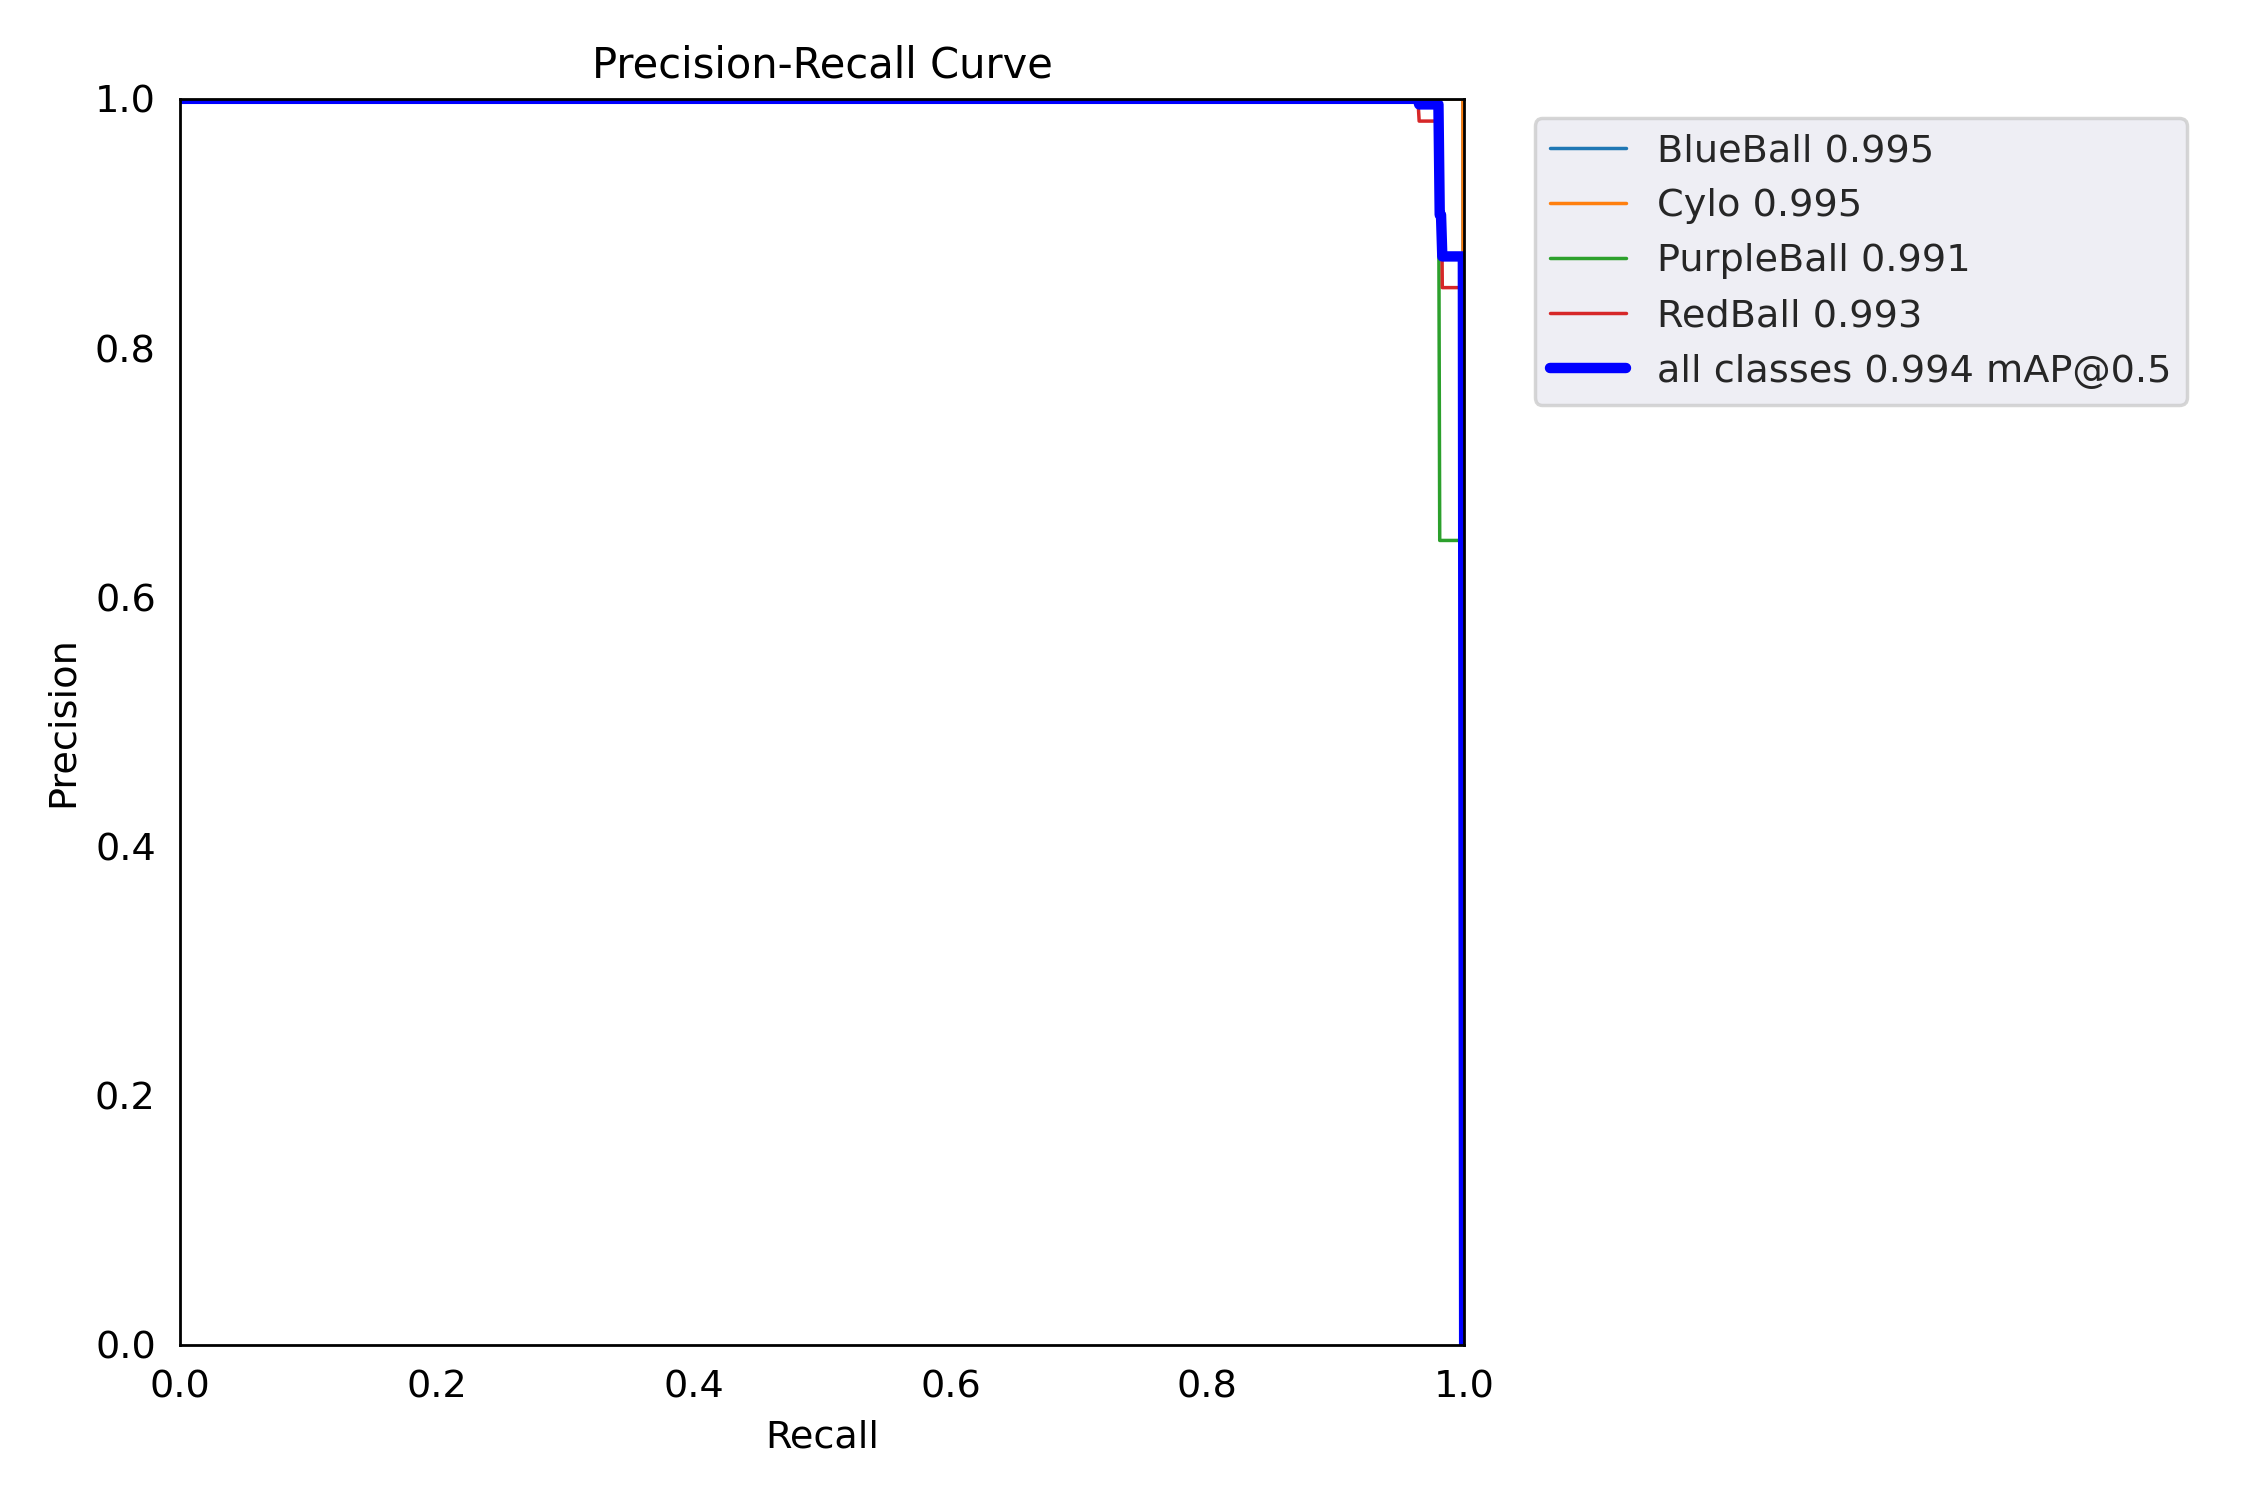 Precision-Recall Curve
1.0
0.8
0.6
0.4
0.2
0.0
Precision
0.0 0.2 0.4 0.6 0.8 1.0
Recall
BlueBall 0.995
Cylo 0.995
PurpleBall 0.991
RedBall 0.993
all classes 0.994 mAP@0.5